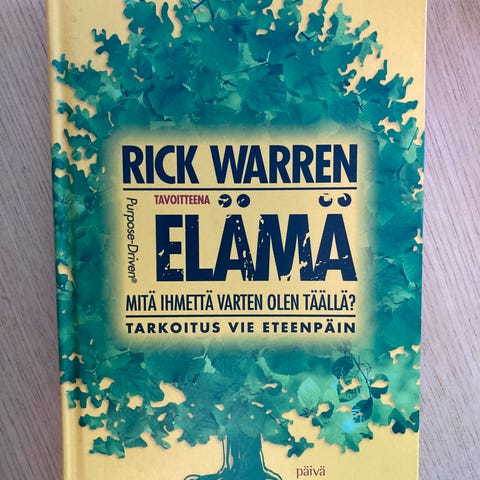 RICK WARREN
TAVOITTEENA
Purpose-Driven®
ELÄMÄ
MITÄ IHMETTÄ VARTEN OLEN TÄÄLLÄ?
TARKOITUS VIE ETEENPÄIN
päivä